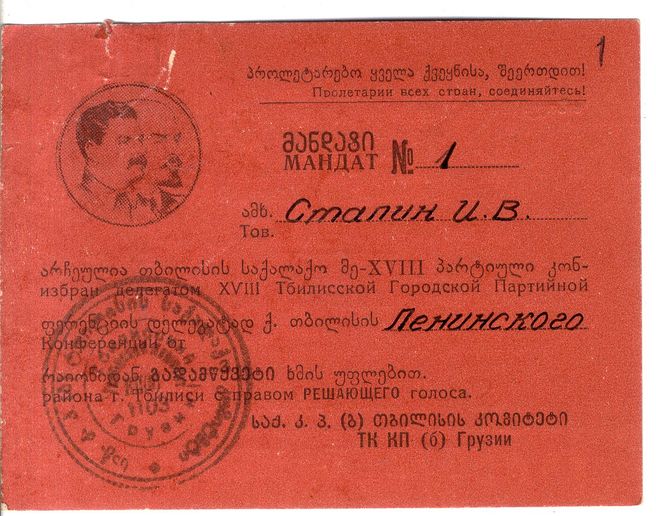 1
პროლეტარებო ყველა ქვეყნისა, შეერთდით!
Пролетарии всех стран, соединяйтесь!
მანდატი
МАНДАТ № 1
ამხ. Сталин И. В.
Тов.
არჩეულია თბილისის საქალაქო მე-XVIII პარტიული კონ-
избран делегатом XVIII Тбилисской Городской Партийной
ფერენციის დელეგატად ქ. თბილისის Ленинского
Конференции от
რაიონიდან გადამწყვეტი ხმის უფლებით.
района г. Тбилиси с правом РЕШАЮЩЕГО голоса.
საქ. კ. პ. (ბ) თბილისის კომიტეტი
ТК КП (б) Грузии